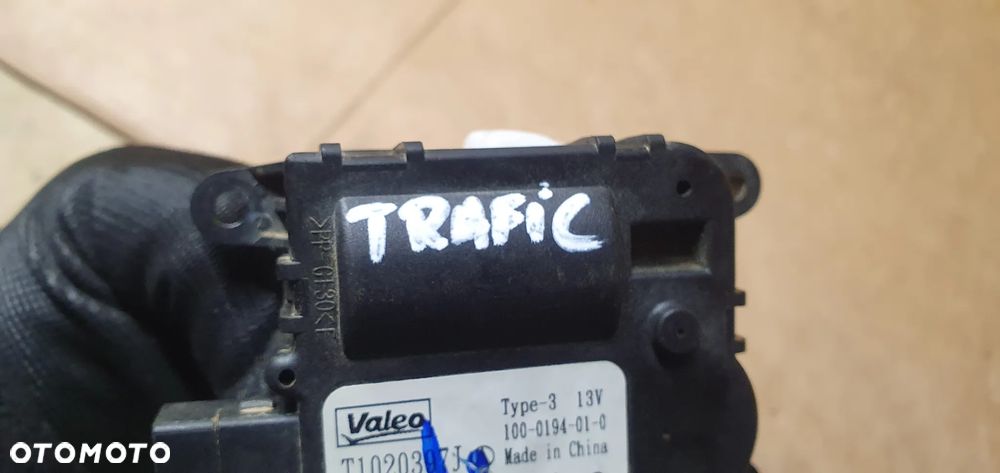 TRAFiC
>PP-GF30<
Valeo
Type-3 13V
100-0194-01-0
Made in China
OTOMOTO